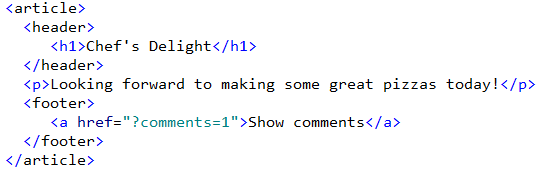 <article>
  <header>
     <h1>Chef's Delight</h1>
  </header>
  <p>Looking forward to making some great pizzas today!</p>
  <footer>
     <a href="?comments=1">Show comments</a>
  </footer>
</article>